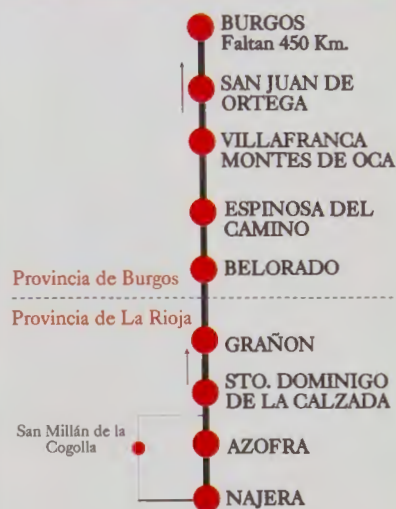 BURGOS
Faltan 450 Km.
SAN JUAN DE
ORTEGA
VILLAFRANCA
MONTES DE OCA
ESPINOSA DEL
CAMINO
BELORADO
Provincia de Burgos
Provincia de La Rioja
GRAÑON
STO. DOMINIGO
DE LA CALZADA
San Millán de la
Cogolla
AZOFRA
NAJERA